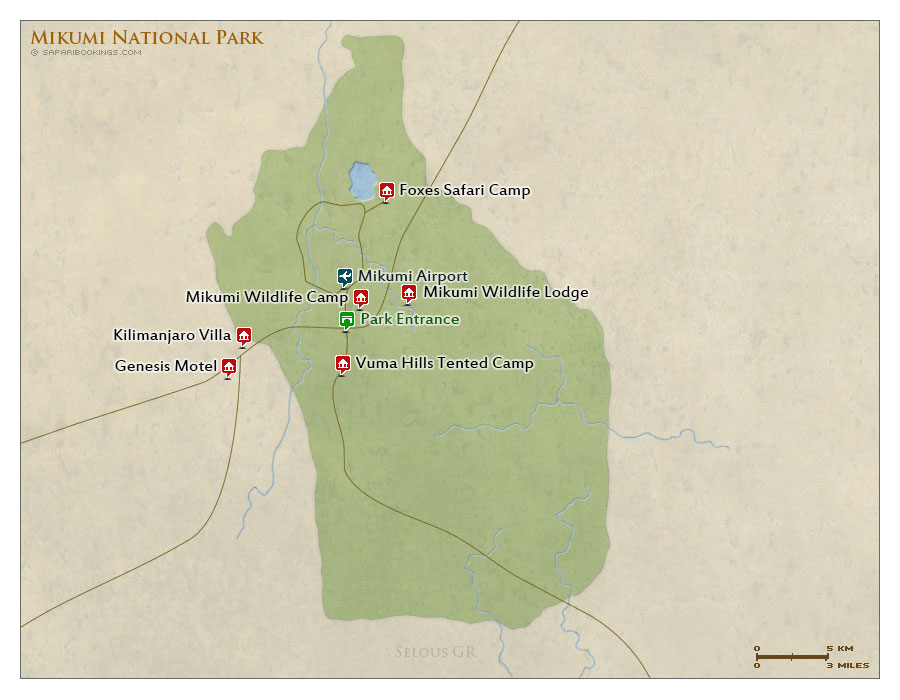 Mikumi National Park
© SAFARIBOOKINGS.COM
Foxes Safari Camp
Mikumi Airport
Mikumi Wildlife Camp
Mikumi Wildlife Lodge
Park Entrance
Kilimanjaro Villa
Genesis Motel
Vuma Hills Tented Camp
Selous GR
0 5 KM
0 3 MILES